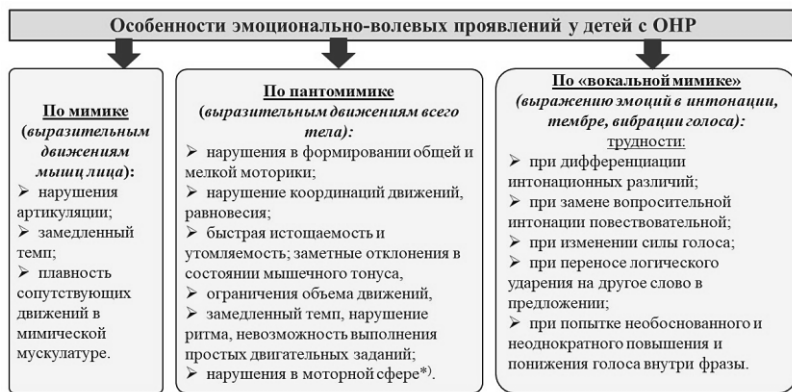 Особенности эмоционально-волевых проявлений у детей с ОНР
По мимике
(выразительным
движениям
мышц лица):
➢ нарушения
артикуляции;
➢ замедленный
темп;
➢ плавность
сопутствующих
движений в
мимической
мускулатуре.
По пантомимике
(выразительным движениям всего
тела):
➢ нарушения в формировании общей и
мелкой моторики;
➢ нарушение координаций движений,
равновесия;
➢ быстрая истощаемость и
утомляемость; заметные отклонения в
состоянии мышечного тонуса,
➢ ограничения объема движений,
➢ замедленный темп, нарушение
ритма, невозможность выполнения
простых двигательных заданий;
➢ нарушения в моторной сфере*).
По «вокальной мимике»
(выражению эмоций в интонации,
тембре, вибрации голоса):
трудности:
➢ при дифференциации
интонационных различий;
➢ при замене вопросительной
интонации повествовательной;
➢ при изменении силы голоса;
➢ при переносе логического
ударения на другое слово в
предложении;
➢ при попытке необоснованного и
неоднократного повышения и
понижения голоса внутри фразы.